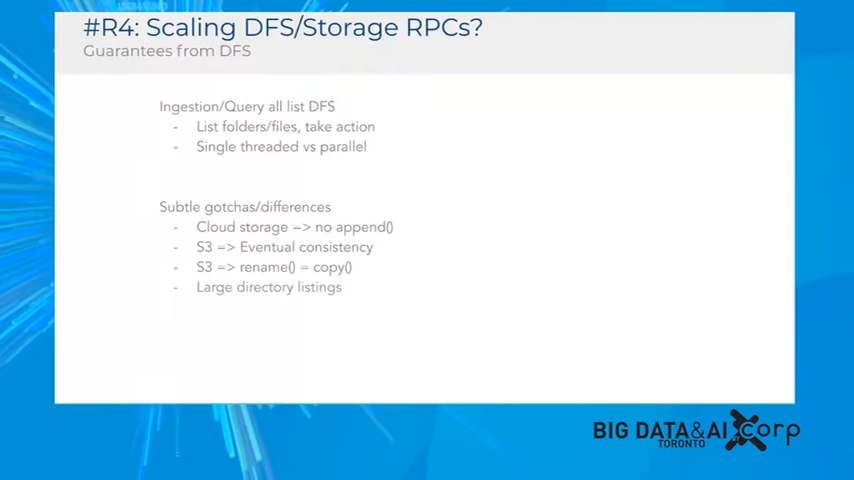 #R4: Scaling DFS/Storage RPCs?
Guarantees from DFS
Ingestion/Query all list DFS
- List folders/files, take action
- Single threaded vs parallel
Subtle gotchas/differences
- Cloud storage => no append()
- S3 => Eventual consistency
- S3 => rename() = copy()
- Large directory listings
BIG DATA&AI corp
TORONTO